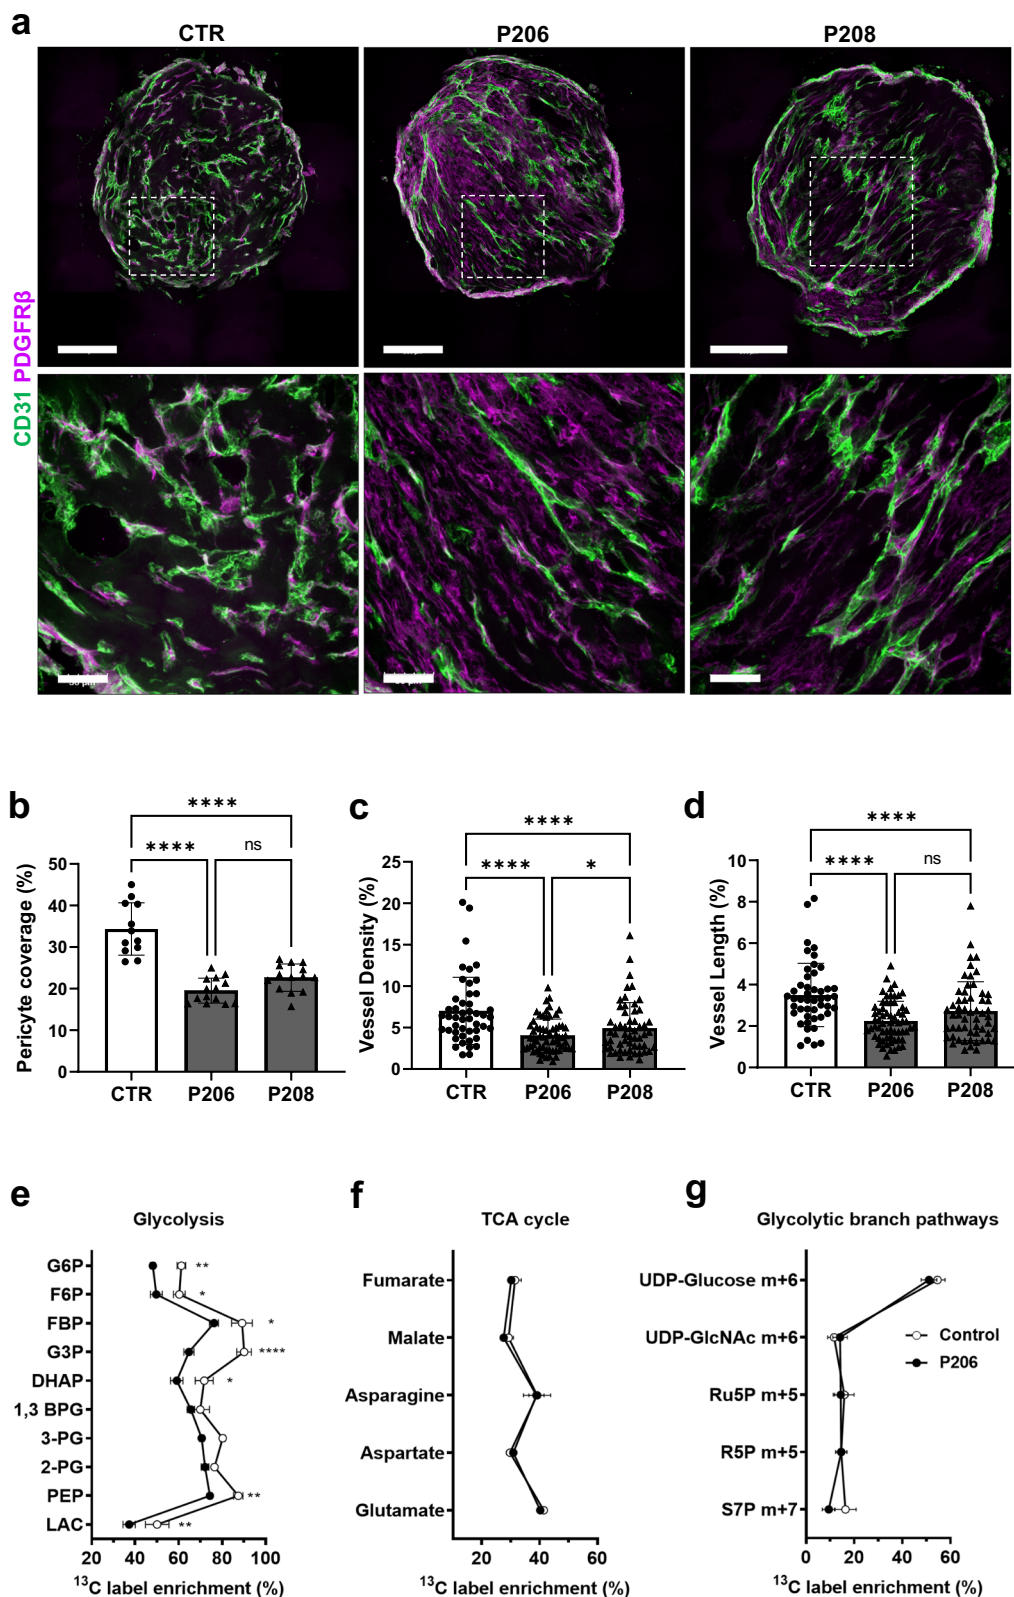 a
CTR
P206
P208
CD31 PDGFRβ
b
****
****
ns
Pericyte coverage (%)
50
40
30
20
10
0
CTR
P206
P208
c
****
****
*
Vessel Density (%)
25
20
15
10
5
0
CTR
P206
P208
d
****
****
ns
Vessel Length (%)
10
8
6
4
2
0
CTR
P206
P208
e
Glycolysis
G6P
**
F6P
*
FBP
*
G3P
****
DHAP
*
1,3 BPG
3-PG
2-PG
PEP
**
LAC
**
20
40
60
80
100
13C label enrichment (%)
f
TCA cycle
Fumarate
Malate
Asparagine
Aspartate
Glutamate
20
40
60
13C label enrichment (%)
g
Glycolytic branch pathways
UDP-Glucose m+6
UDP-GlcNAc m+6
Ru5P m+5
R5P m+5
S7P m+7
Control
P206
0
20
40
60
13C label enrichment (%)